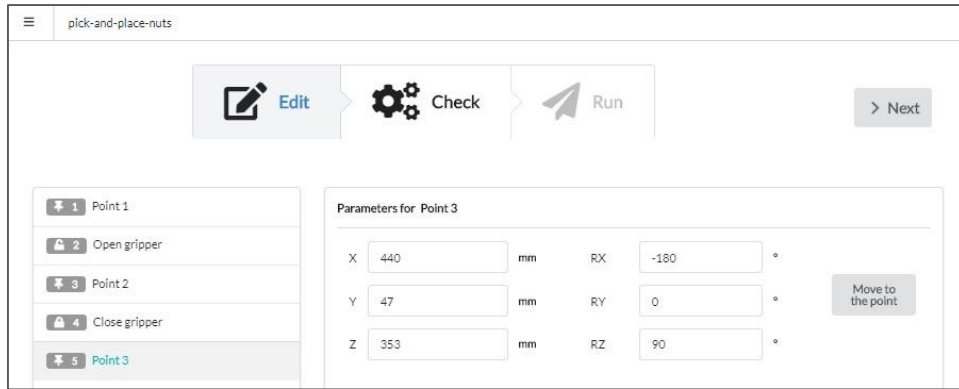 pick-and-place-nuts
Edit
Check
Run
> Next
1 Point 1
2 Open gripper
3 Point 2
4 Close gripper
5 Point 3
Parameters for Point 3
X 440 mm RX -180 °
Y 47 mm RY 0 °
Z 353 mm RZ 90 °
Move to
the point